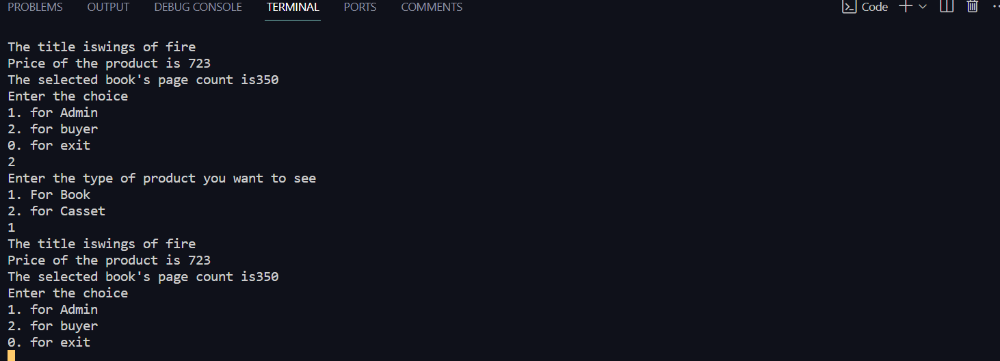 PROBLEMS OUTPUT DEBUG CONSOLE TERMINAL PORTS COMMENTS Code
The title iswings of fire
Price of the product is 723
The selected book's page count is350
Enter the choice
1. for Admin
2. for buyer
0. for exit
2
Enter the type of product you want to see
1. For Book
2. for Casset
1
The title iswings of fire
Price of the product is 723
The selected book's page count is350
Enter the choice
1. for Admin
2. for buyer
0. for exit